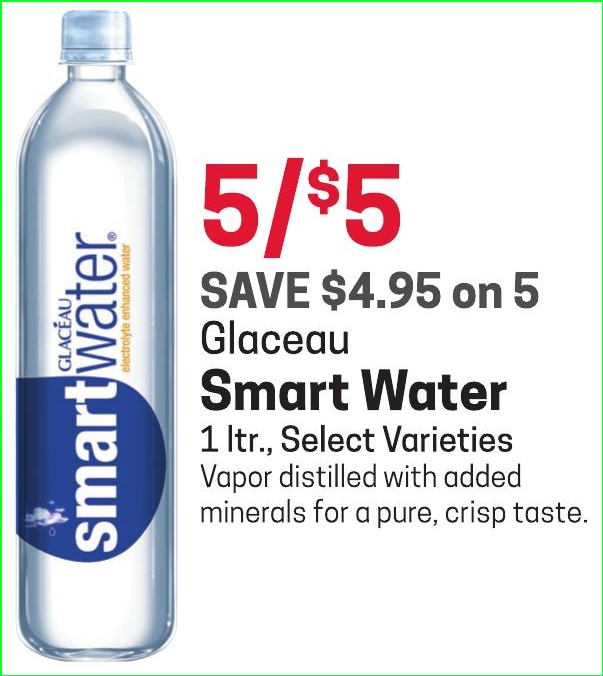 5/$5
SAVE $4.95 on 5
Glaceau
Smart Water
1 ltr., Select Varieties
Vapor distilled with added
minerals for a pure, crisp taste.
GLACÉAU
smartwater®
electrolyte enhanced water